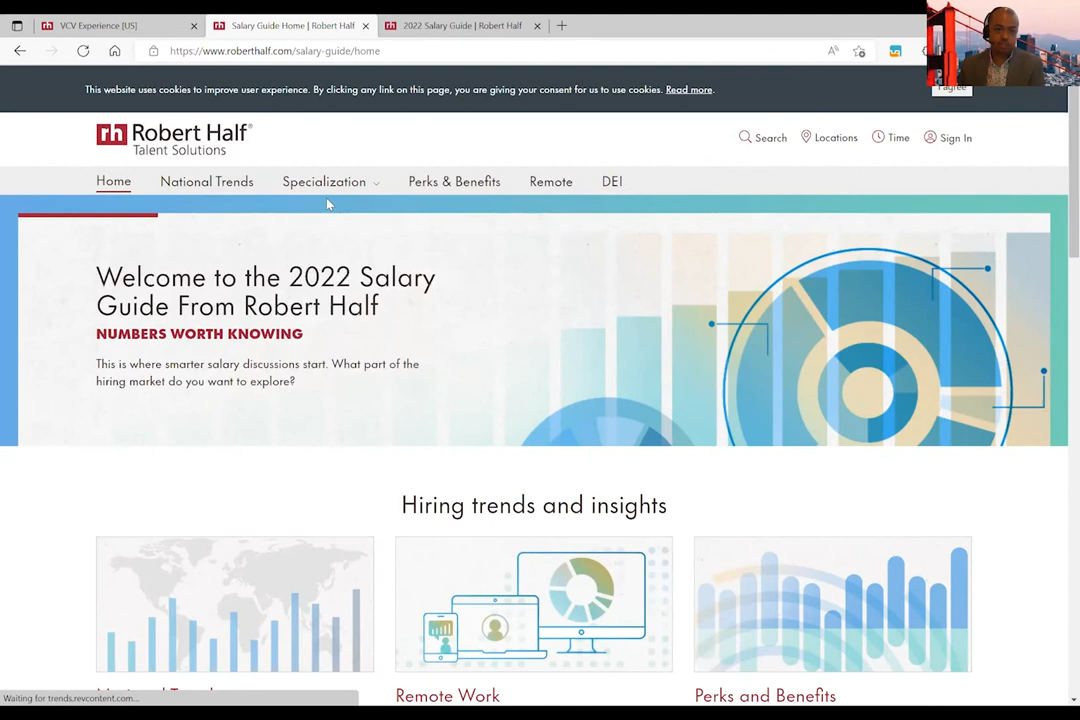 VCV Experience [US]
Salary Guide Home | Robert Half
2022 Salary Guide | Robert Half
https://www.roberthalf.com/salary-guide/home
This website uses cookies to improve user experience. By clicking any link on this page, you are giving your consent for us to use cookies. Read more.
I agree
rh Robert Half®
Talent Solutions
Search
Locations
Time
Sign In
Home
National Trends
Specialization
Perks & Benefits
Remote
DEI
Welcome to the 2022 Salary
Guide From Robert Half
NUMBERS WORTH KNOWING
This is where smarter salary discussions start. What part of the
hiring market do you want to explore?
Hiring trends and insights
National Trends
Remote Work
Perks and Benefits
Waiting for trends.revcontent.com...